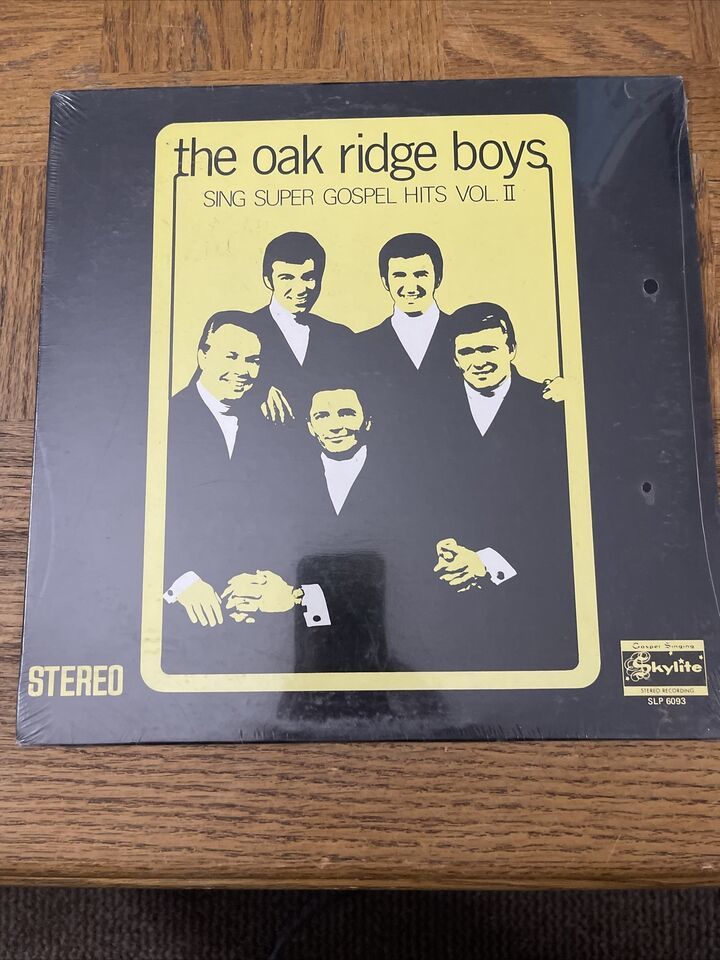 the oak ridge boys
SING SUPER GOSPEL HITS VOL. II
STEREO
Gospel Singing
Skylite
STEREO RECORDING
SLP 6093